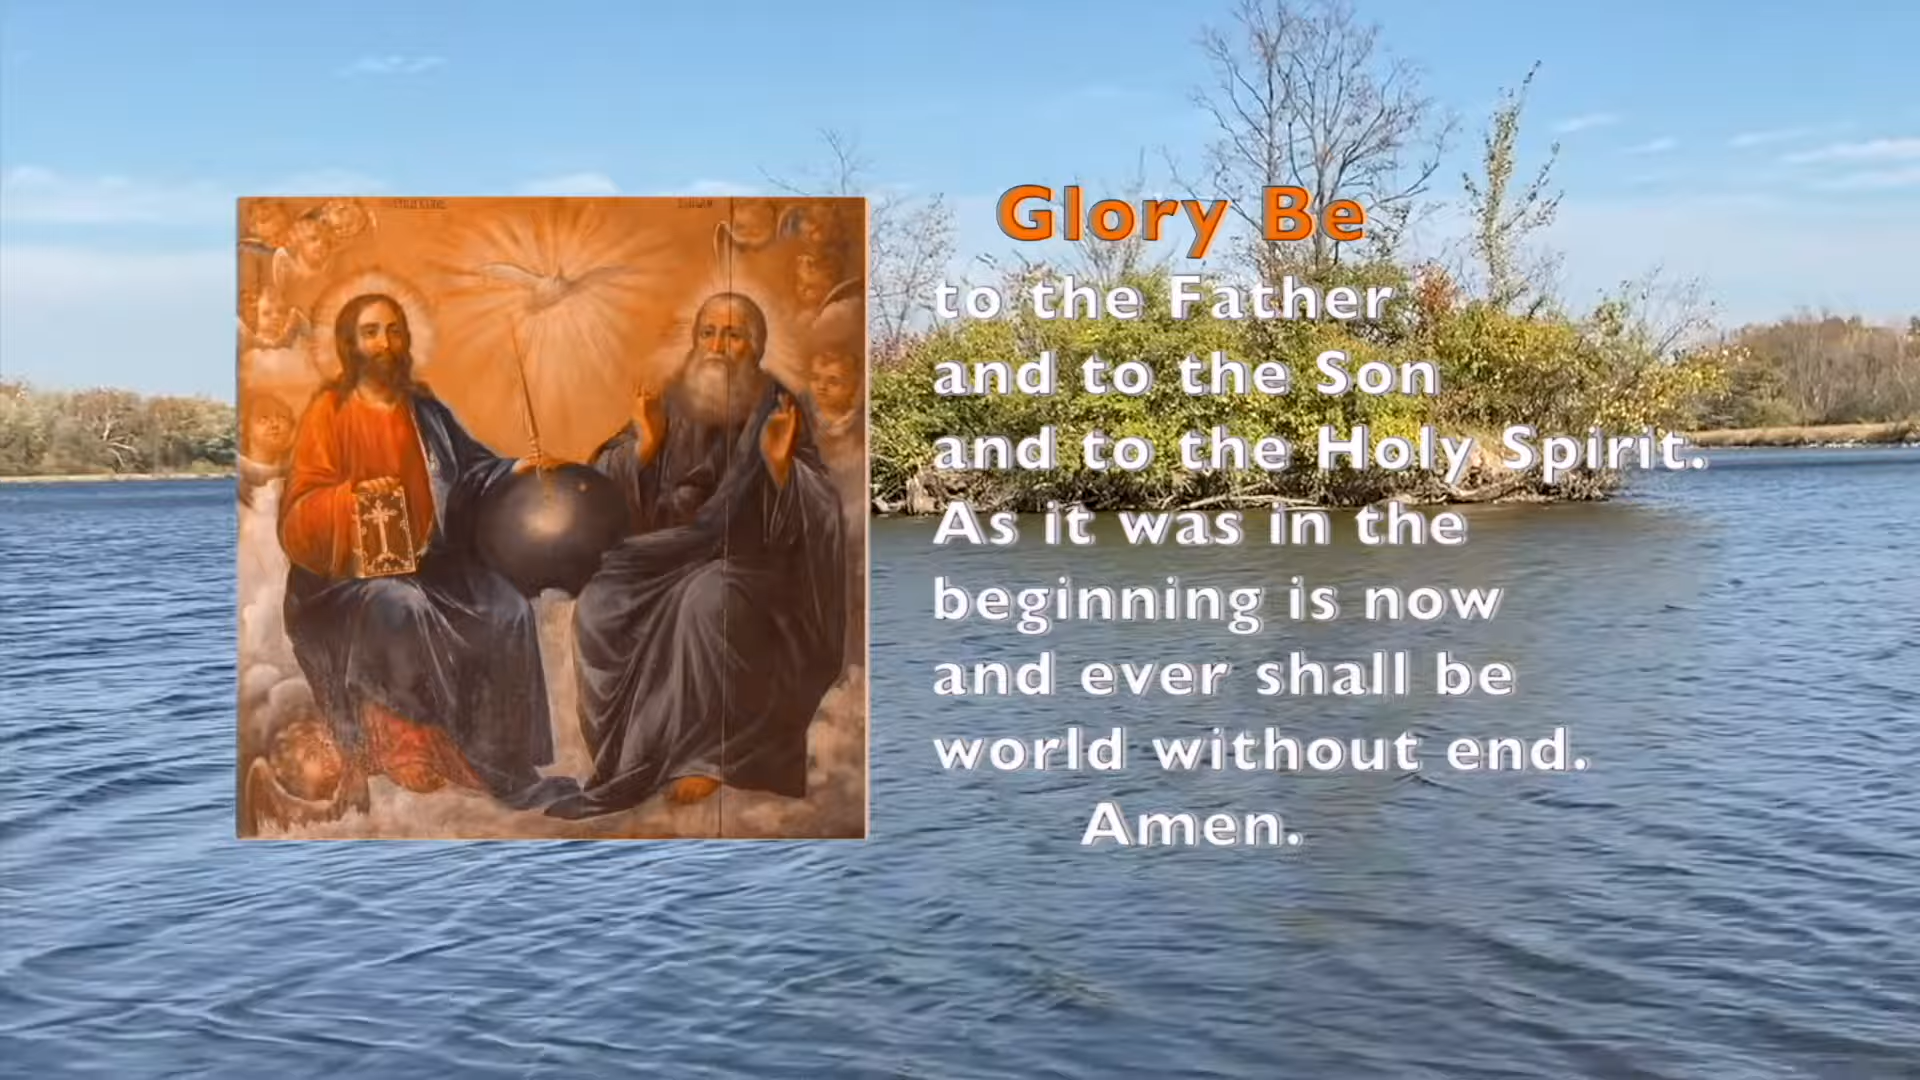 Glory Be
to the Father
and to the Son
and to the Holy Spirit.
As it was in the
beginning is now
and ever shall be
world without end.
Amen.